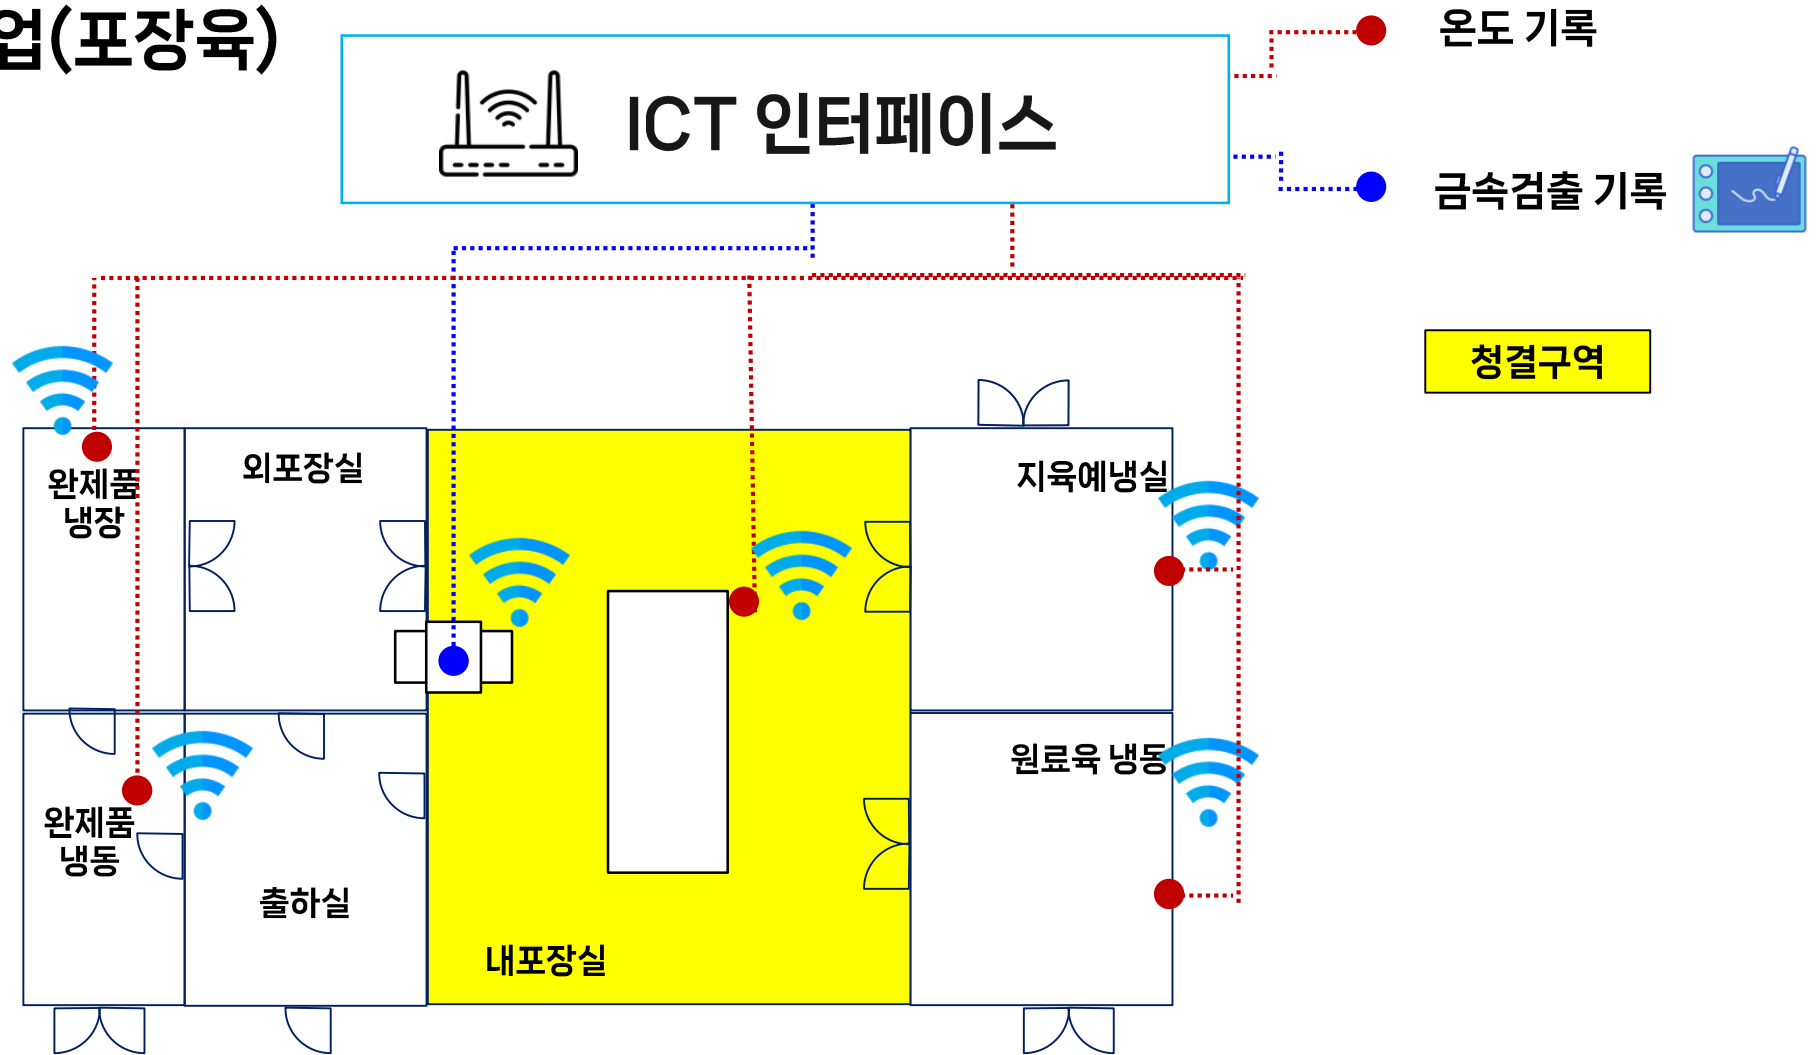 업(포장육)
온도 기록
ICT 인터페이스
금속검출 기록
청결구역
외포장실
지육예냉실
완제품
냉장
원료육 냉동
완제품
냉동
출하실
내포장실